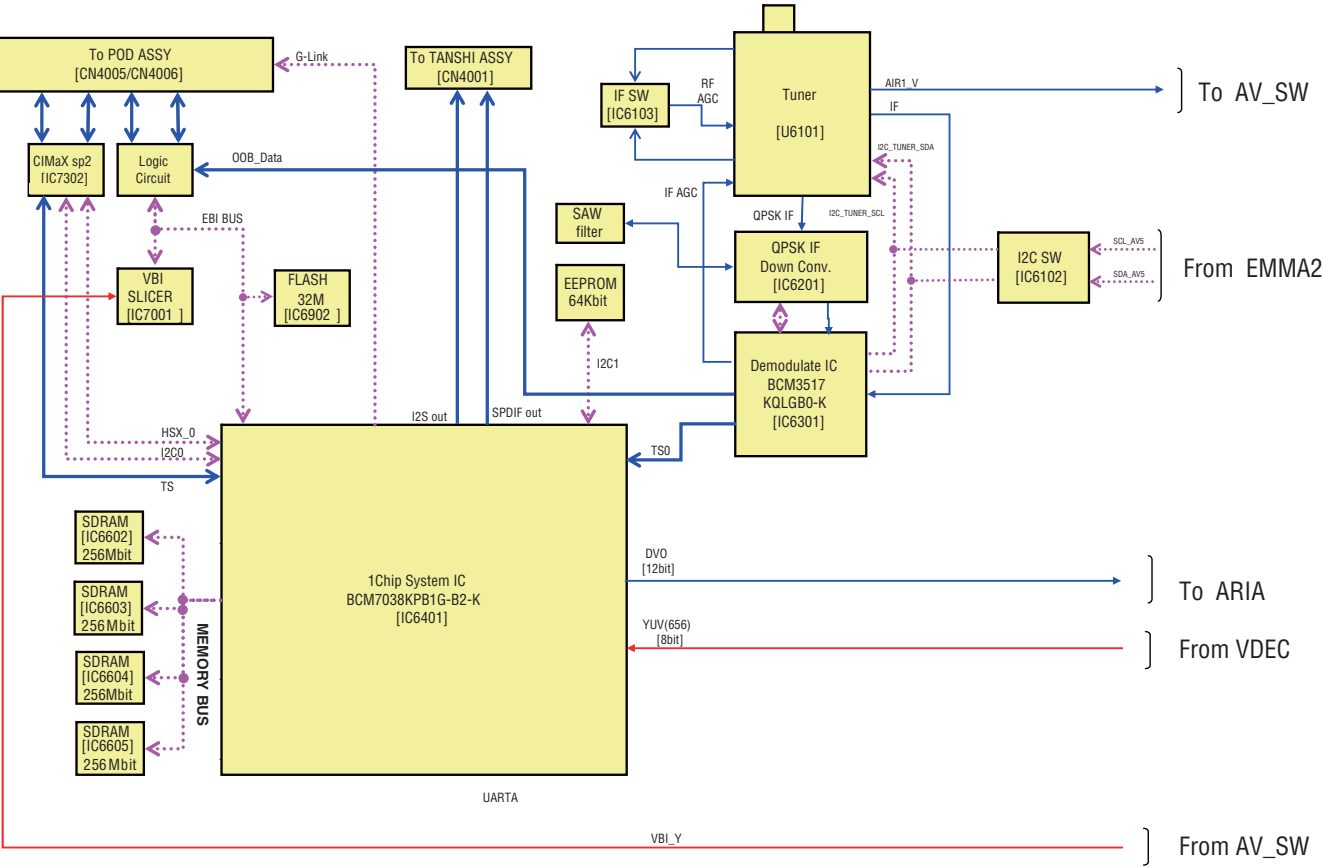 To POD ASSY
[CN4005/CN4006]
G-Link
To TANSHI ASSY
[CN4001]
IF SW
[IC6103]
RF
AGC
Tuner
[U6101]
AIR1_V
To AV_SW
IF
CIMaX sp2
[IC7302]
Logic
Circuit
OOB_Data
I2C_TUNER_SDA
IF AGC
EBI BUS
SAW
filter
QPSK IF
I2C_TUNER_SCL
QPSK IF
Down Conv.
[IC6201]
I2C SW
[IC6102]
SCL_AV5
SDA_AV5
From EMMA2
VBI
SLICER
[IC7001 ]
FLASH
32M
[IC6902 ]
EEPROM
64Kbit
I2C1
Demodulate IC
BCM3517
KQLGB0-K
[IC6301]
I2S out
SPDIF out
HSX_0
I2C0
TS
TS0
SDRAM
[IC6602]
256Mbit
SDRAM
[IC6603]
256Mbit
SDRAM
[IC6604]
256Mbit
SDRAM
[IC6605]
256Mbit
MEMORY BUS
1Chip System IC
BCM7038KPB1G-B2-K
[IC6401]
DVO
[12bit]
To ARIA
YUV(656)
[8bit]
From VDEC
UARTA
VBI_Y
From AV_SW